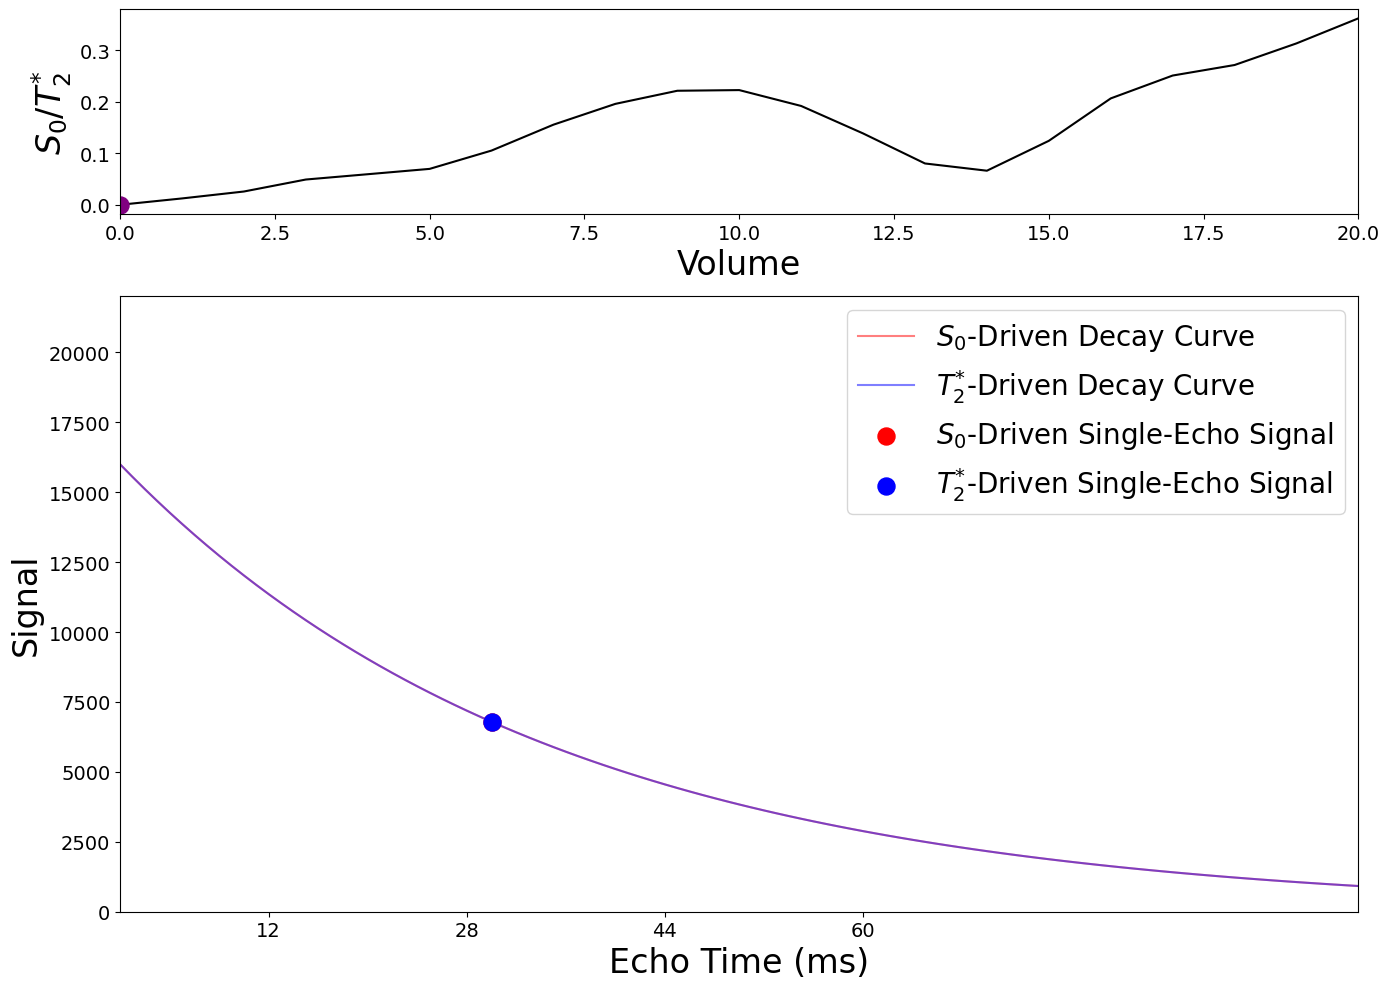 S₀/T₂*
0.3
0.2
0.1
0.0
0.0 2.5 5.0 7.5 10.0 12.5 15.0 17.5 20.0
Volume
Signal
20000
17500
15000
12500
10000
7500
5000
2500
0
S₀-Driven Decay Curve
T₂*-Driven Decay Curve
S₀-Driven Single-Echo Signal
T₂*-Driven Single-Echo Signal
12 28 44 60
Echo Time (ms)